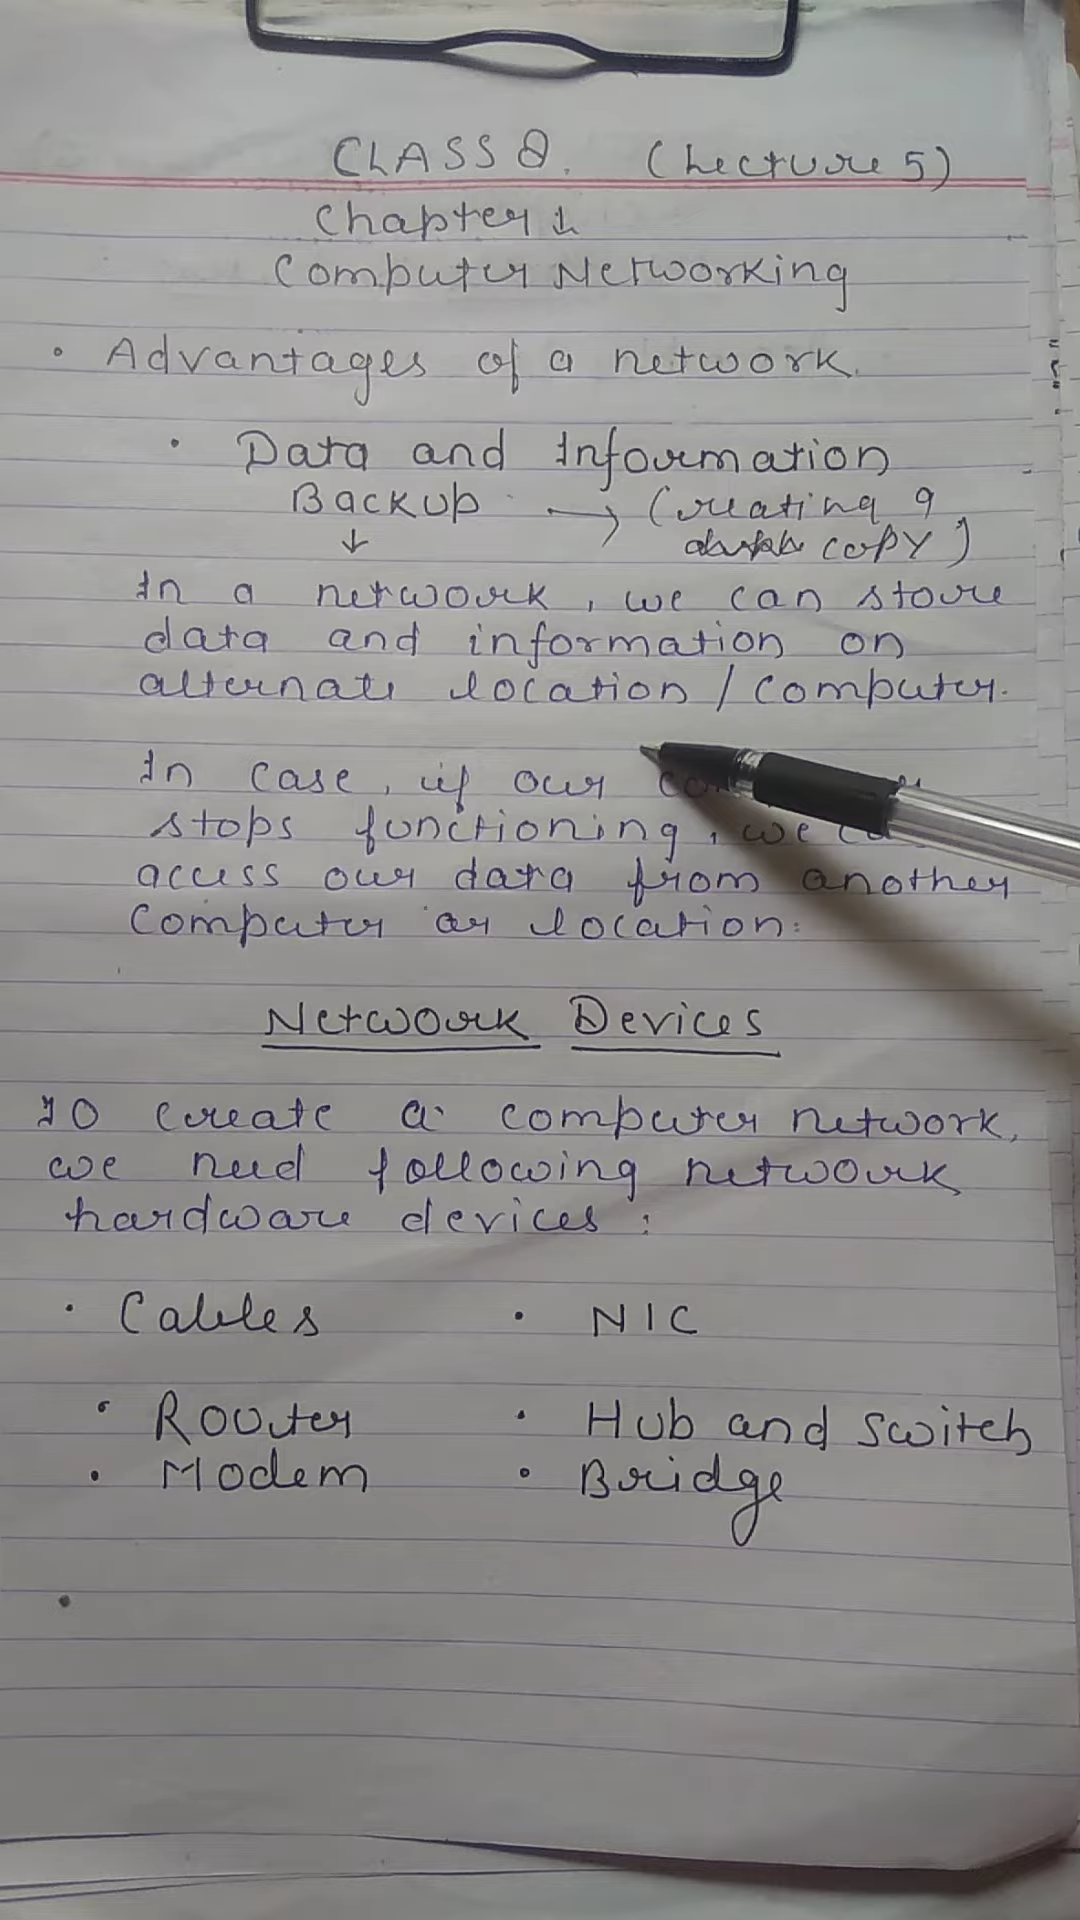 CLASS 8. (Lecture 5)
Chapter 1
Computer Networking
• Advantages of a network.
• Data and Information
Backup → (creating a
↓ copy)
In a network, we can store
data and information on
alternate location / computer.
In case, if our
stops functioning, we
access our data from another
computer or location.
Network Devices
To create a computer network,
we need following network
hardware devices:
• Cables • NIC
• Router • Hub and switch
• Modem • Bridge